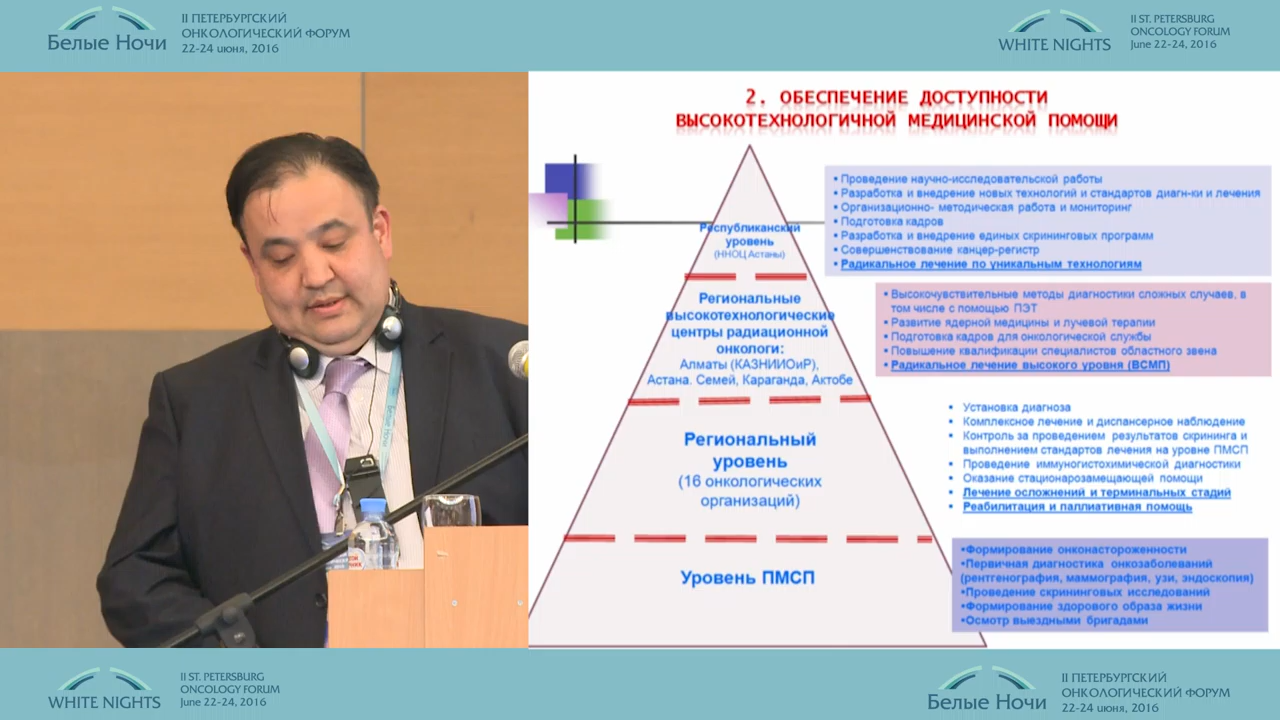 Белые Ночи
II ПЕТЕРБУРГСКИЙ
ОНКОЛОГИЧЕСКИЙ ФОРУМ
22-24 июня, 2016
WHITE NIGHTS
II ST. PETERSBURG
ONCOLOGY FORUM
June 22-24, 2016
2. ОБЕСПЕЧЕНИЕ ДОСТУПНОСТИ
ВЫСОКОТЕХНОЛОГИЧНОЙ МЕДИЦИНСКОЙ ПОМОЩИ
Республиканский
уровень
(ННОЦ Астаны)
▪ Проведение научно-исследовательской работы
▪ Разработка и внедрение новых технологий и стандартов диагн-ки и лечения
▪ Организационно- методическая работа и мониторинг
▪ Подготовка кадров
▪ Разработка и внедрение единых скрининговых программ
▪ Совершенствование канцер-регистр
▪ Радикальное лечение по уникальным технологиям
Региональные
высокотехнологические
центры радиационной
онкологи:
Алматы (КАЗНИИОиР),
Астана. Семей, Караганда, Актобе
▪ Высокочувствительные методы диагностики сложных случаев, в
том числе с помощью ПЭТ
▪ Развитие ядерной медицины и лучевой терапии
▪ Подготовка кадров для онкологической службы
▪ Повышение квалификации специалистов областного звена
▪ Радикальное лечение высокого уровня (ВСМП)
Региональный
уровень
(16 онкологических
организаций)
▪ Установка диагноза
▪ Комплексное лечение и диспансерное наблюдение
▪ Контроль за проведением результатов скрининга и
выполнением стандартов лечения на уровне ПМСП
▪ Проведение иммуногистохимической диагностики
▪ Оказание стационарозамещающей помощи
▪ Лечение осложнений и терминальных стадий
▪ Реабилитация и паллиативная помощь
Уровень ПМСП
▪Формирование онконастороженности
▪Первичная диагностика онкозаболеваний
(рентгенография, маммография, узи, эндоскопия)
▪Проведение скрининговых исследований
▪Формирование здорового образа жизни
▪Осмотр выездными бригадами
WHITE NIGHTS
II ST. PETERSBURG
ONCOLOGY FORUM
June 22-24, 2016
Белые Ночи
II ПЕТЕРБУРГСКИЙ
ОНКОЛОГИЧЕСКИЙ ФОРУМ
22-24 июня, 2016